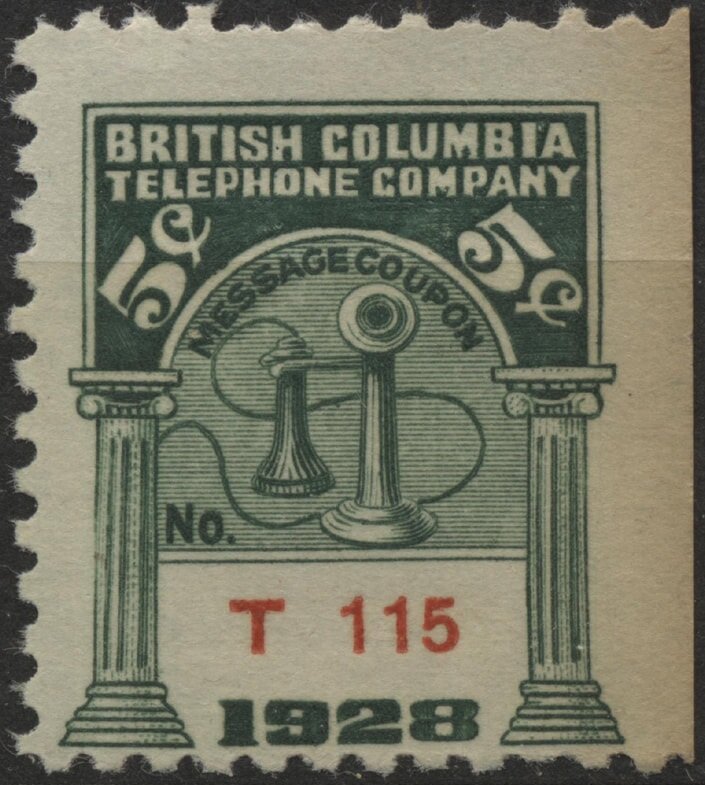 BRITISH COLUMBIA
TELEPHONE COMPANY
5¢ 5¢
MESSAGE COUPON
No.
T 115
1928